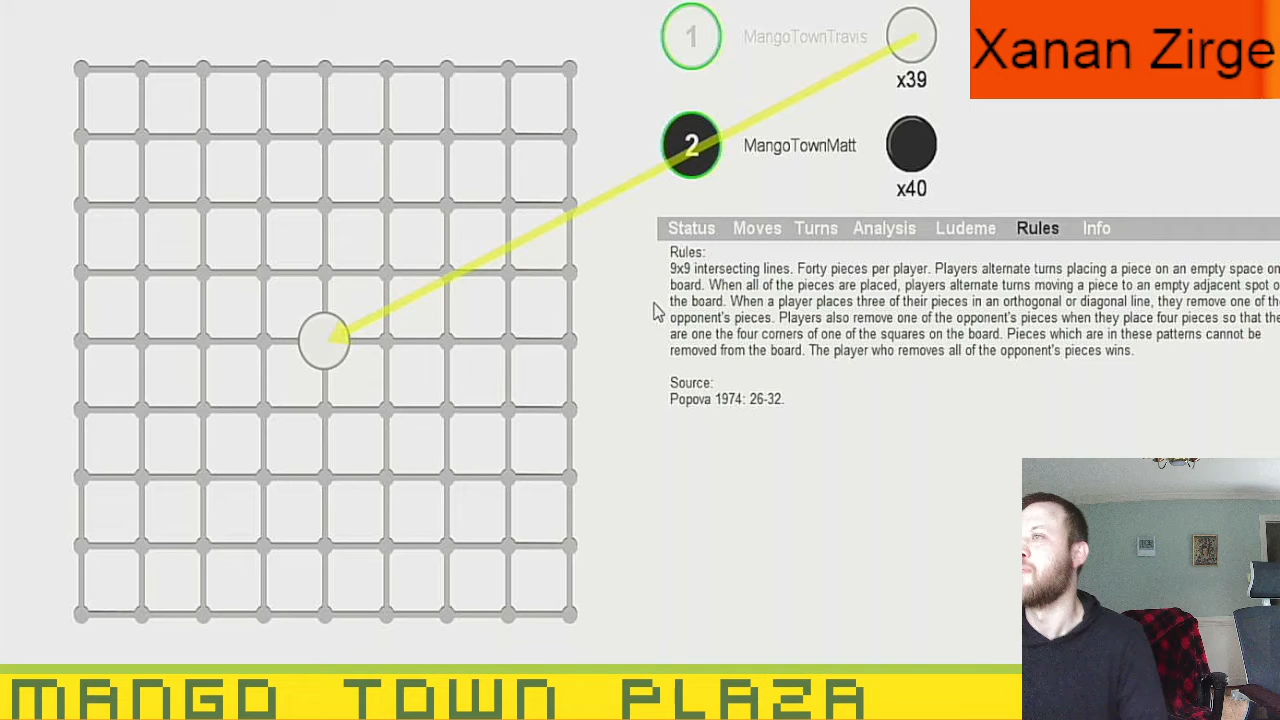 1 MangoTownTravis
x39
Xanan Zirge
2 MangoTownMatt
x40
Status Moves Turns Analysis Ludeme Rules Info
Rules:
9x9 intersecting lines. Forty pieces per player. Players alternate turns placing a piece on an empty space on
board. When all of the pieces are placed, players alternate turns moving a piece to an empty adjacent spot o
the board. When a player places three of their pieces in an orthogonal or diagonal line, they remove one of th
opponent's pieces. Players also remove one of the opponent's pieces when they place four pieces so that the
are one the four corners of one of the squares on the board. Pieces which are in these patterns cannot be
removed from the board. The player who removes all of the opponent's pieces wins.
Source:
Popova 1974: 26-32.
MANGO TOWN PLAZA